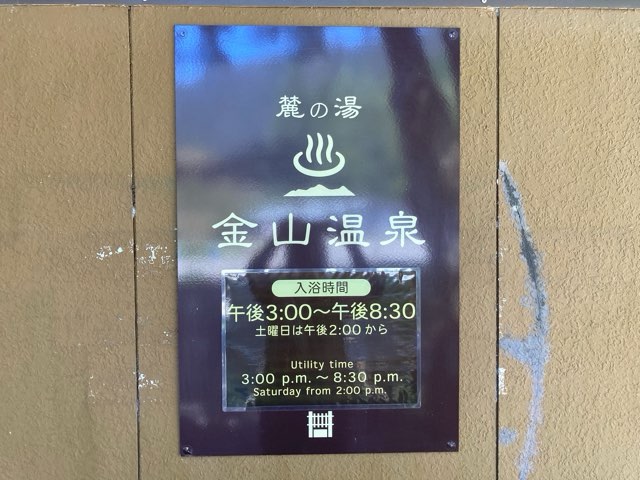 麓の湯
金山温泉
入浴時間
午後3:00～午後8:30
土曜日は午後2:00から
Utility time
3:00 p.m. ～ 8:30 p.m.
Saturday from 2:00 p.m.